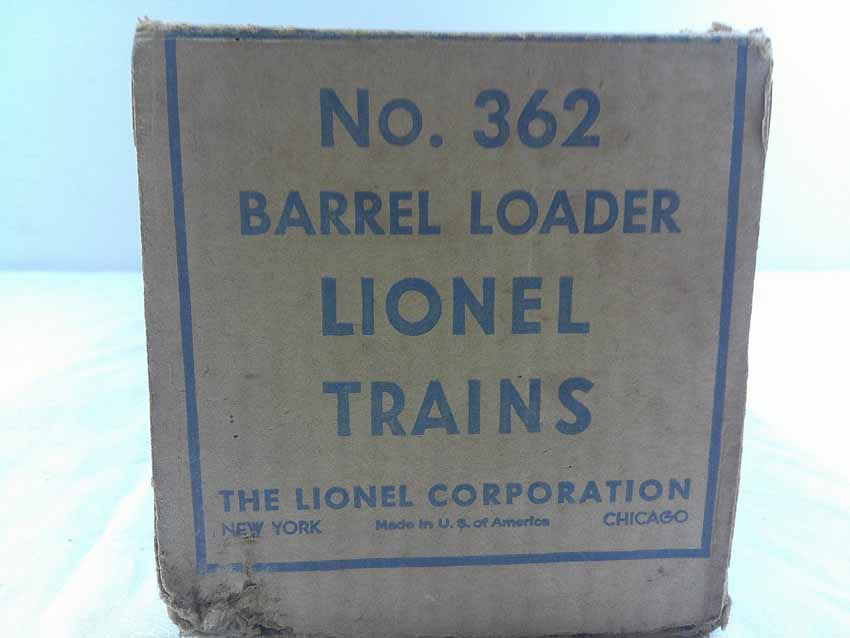 No. 362
BARREL LOADER
LIONEL
TRAINS
THE LIONEL CORPORATION
NEW YORK Made in U. S. of America CHICAGO